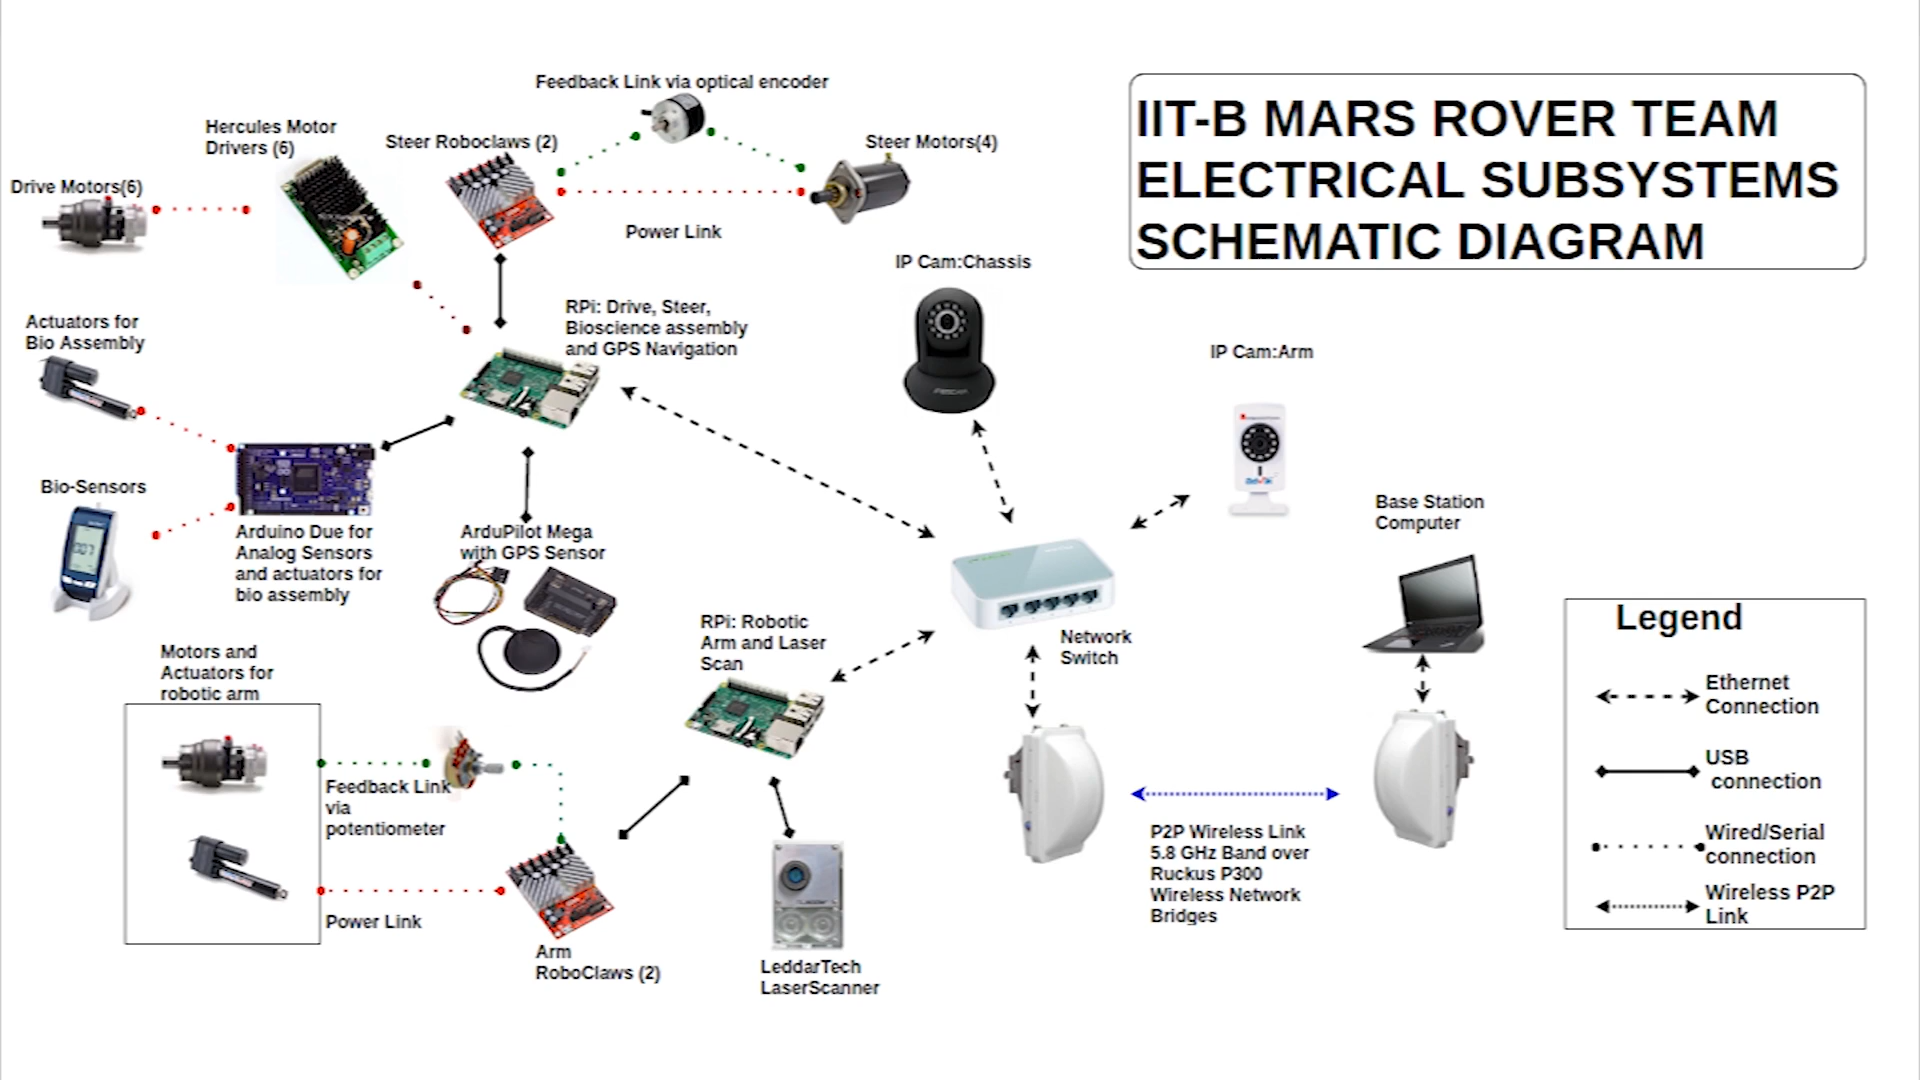 IIT-B MARS ROVER TEAM
ELECTRICAL SUBSYSTEMS
SCHEMATIC DIAGRAM
Feedback Link via optical encoder
Hercules Motor
Drivers (6)
Steer Roboclaws (2)
Steer Motors(4)
Drive Motors(6)
Power Link
IP Cam:Chassis
RPi: Drive, Steer,
Bioscience assembly
and GPS Navigation
Actuators for
Bio Assembly
IP Cam:Arm
Bio-Sensors
Base Station
Computer
Arduino Due for
Analog Sensors
and actuators for
bio assembly
ArduPilot Mega
with GPS Sensor
RPi: Robotic
Arm and Laser
Scan
Network
Switch
Motors and
Actuators for
robotic arm
Feedback Link
via
potentiometer
Power Link
Arm
RoboClaws (2)
LeddarTech
LaserScanner
P2P Wireless Link
5.8 GHz Band over
Ruckus P300
Wireless Network
Bridges
Legend
Ethernet
Connection
USB
connection
Wired/Serial
connection
Wireless P2P
Link